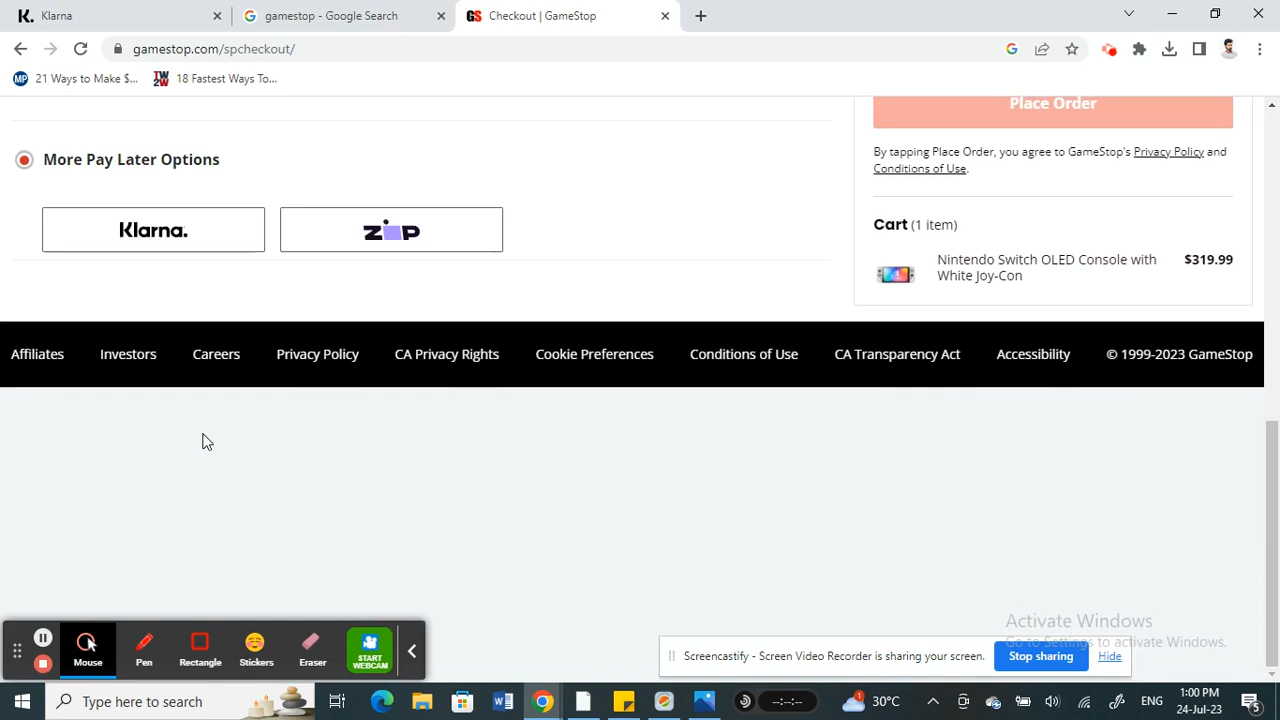 K. Klarna
gamestop - Google Search
GS Checkout | GameStop
gamestop.com/spcheckout/
MP 21 Ways to Make $...
TW2W 18 Fastest Ways To...
Place Order
By tapping Place Order, you agree to GameStop's Privacy Policy and
Conditions of Use.
More Pay Later Options
Klarna.
zip
Cart (1 item)
Nintendo Switch OLED Console with
White Joy-Con
$319.99
Affiliates Investors Careers Privacy Policy CA Privacy Rights Cookie Preferences Conditions of Use CA Transparency Act Accessibility © 1999-2023 GameStop
Activate Windows
Go to Settings to activate Windows.
Mouse Pen Rectangle Stickers Eraser
START
WEBCAM
Screencastify - Screen Video Recorder is sharing your screen. Stop sharing Hide
Type here to search
--:--:--
30°C
ENG
1:00 PM
24-Jul-23
5